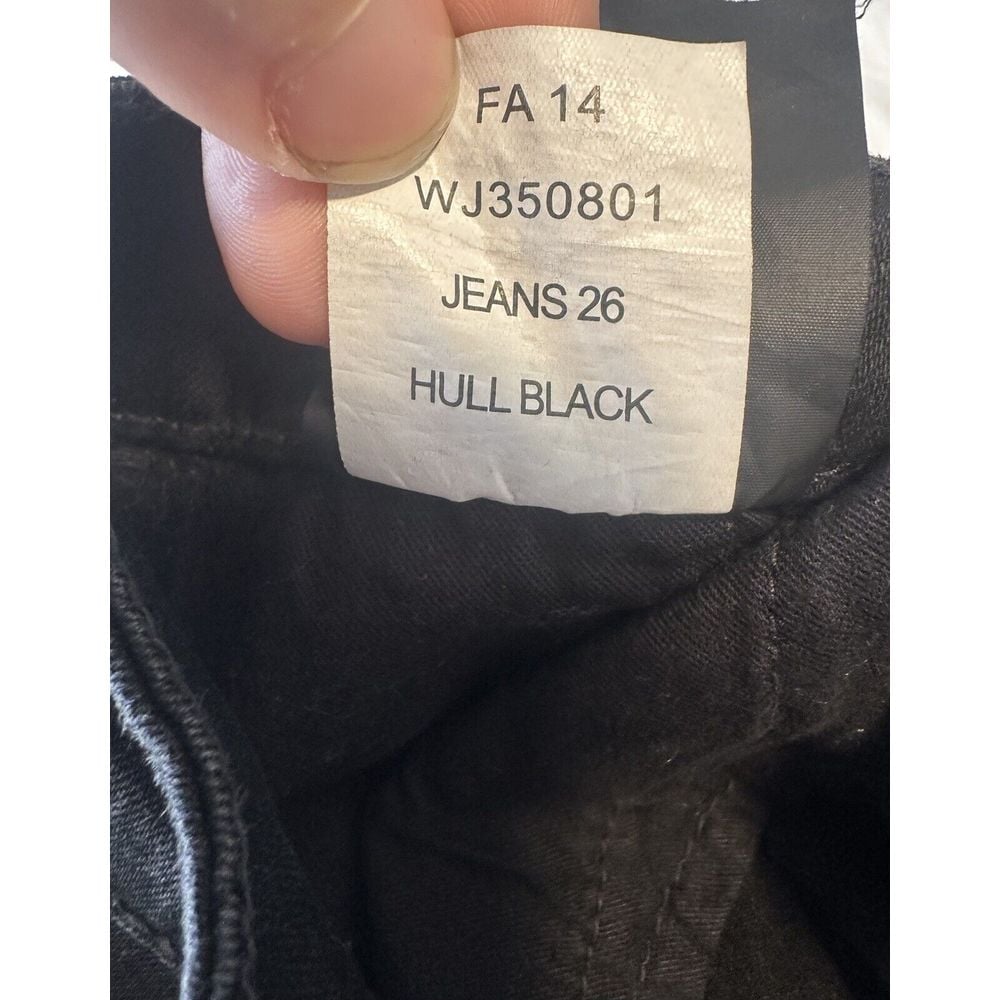 FA 14
WJ350801
JEANS 26
HULL BLACK